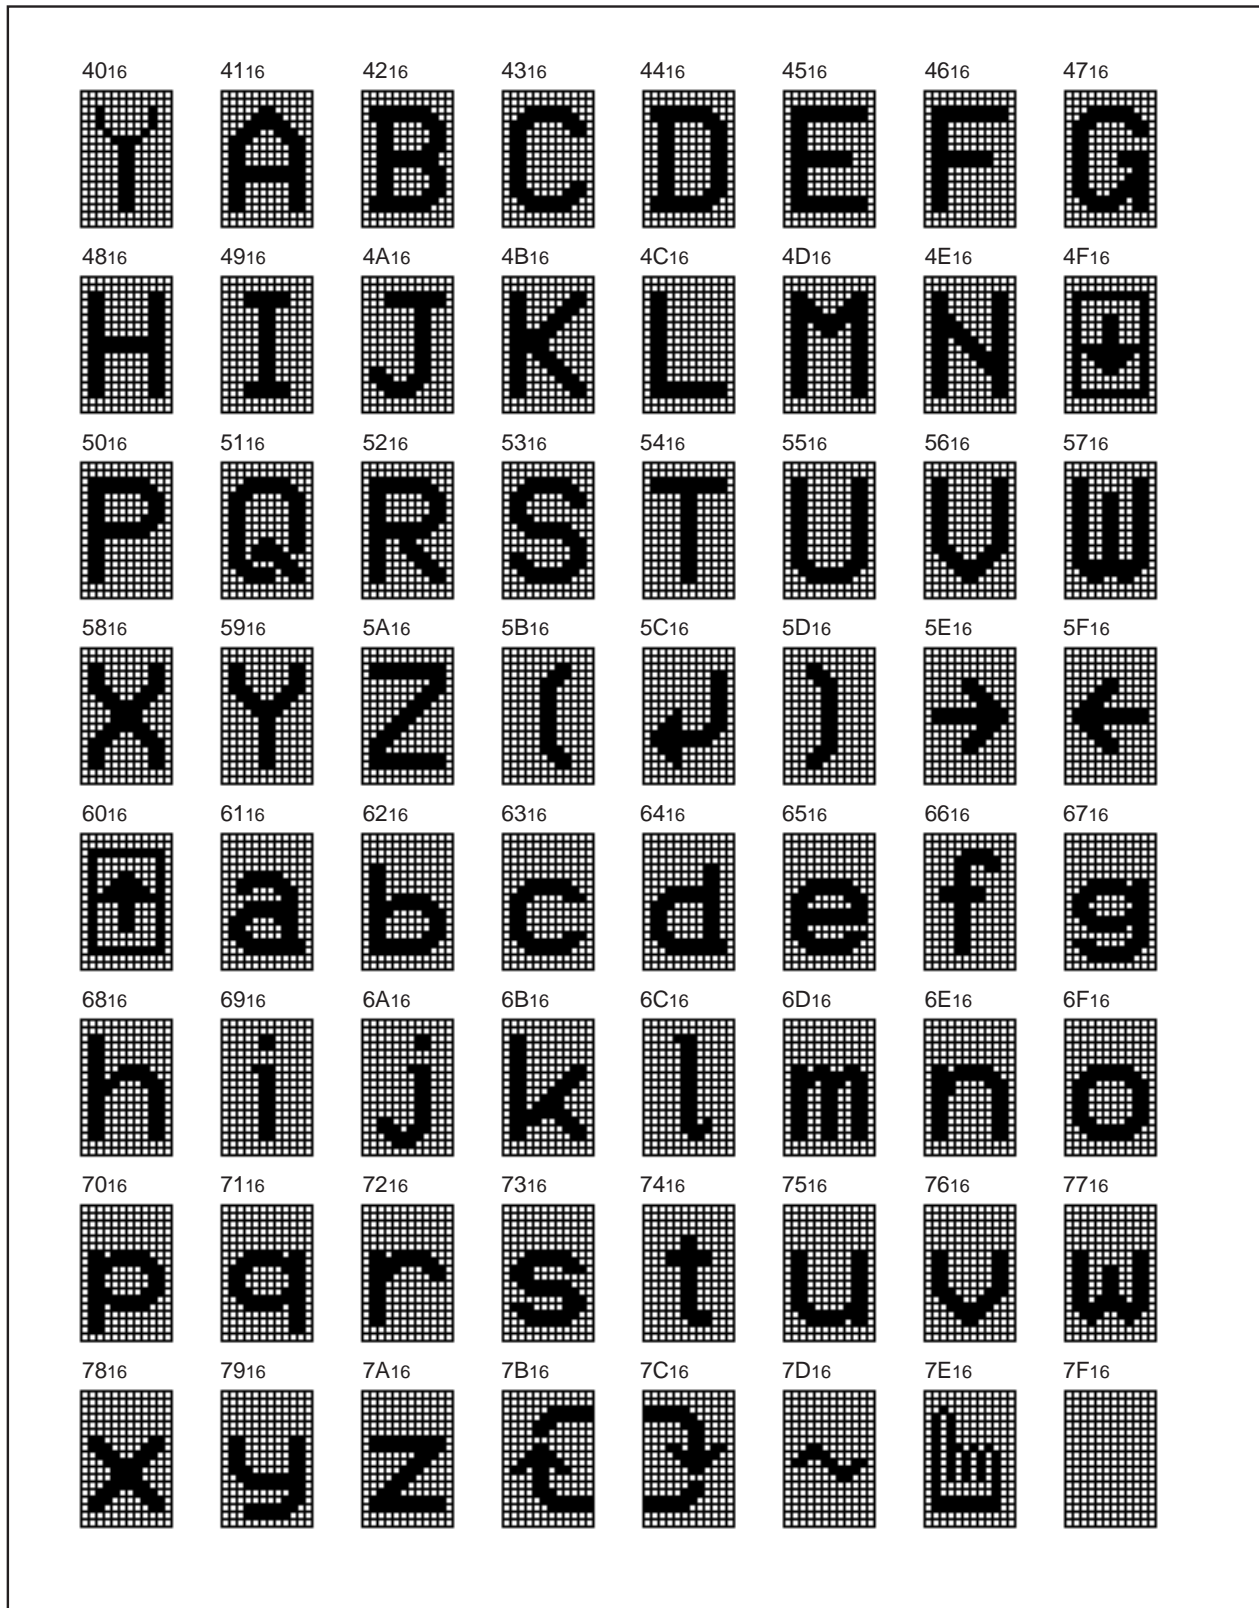 4016 4116 4216 4316 4416 4516 4616 4716
Y A B C D E F G
4816 4916 4A16 4B16 4C16 4D16 4E16 4F16
H I J K L M N
5016 5116 5216 5316 5416 5516 5616 5716
P Q R S T U V W
5816 5916 5A16 5B16 5C16 5D16 5E16 5F16
X Y Z ( ↲ ) → ←
6016 6116 6216 6316 6416 6516 6616 6716
a b c d e f g
6816 6916 6A16 6B16 6C16 6D16 6E16 6F16
h i j k l m n o
7016 7116 7216 7316 7416 7516 7616 7716
p q r s t u v w
7816 7916 7A16 7B16 7C16 7D16 7E16 7F16
x y z ~